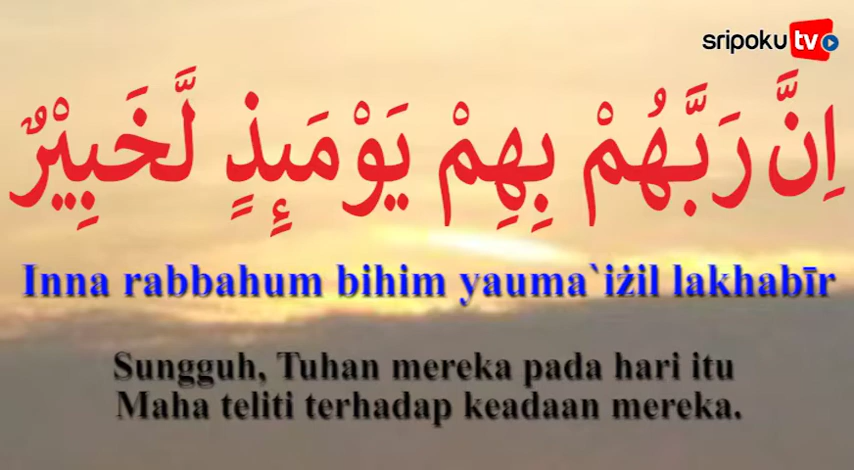 sripoku tv
اِنَّ رَبَّهُمْ بِهِمْ يَوْمَىِٕذٍ لَّخَبِيْرٌ
Inna rabbahum bihim yauma`iżil lakhabīr
Sungguh, Tuhan mereka pada hari itu
Maha teliti terhadap keadaan mereka.